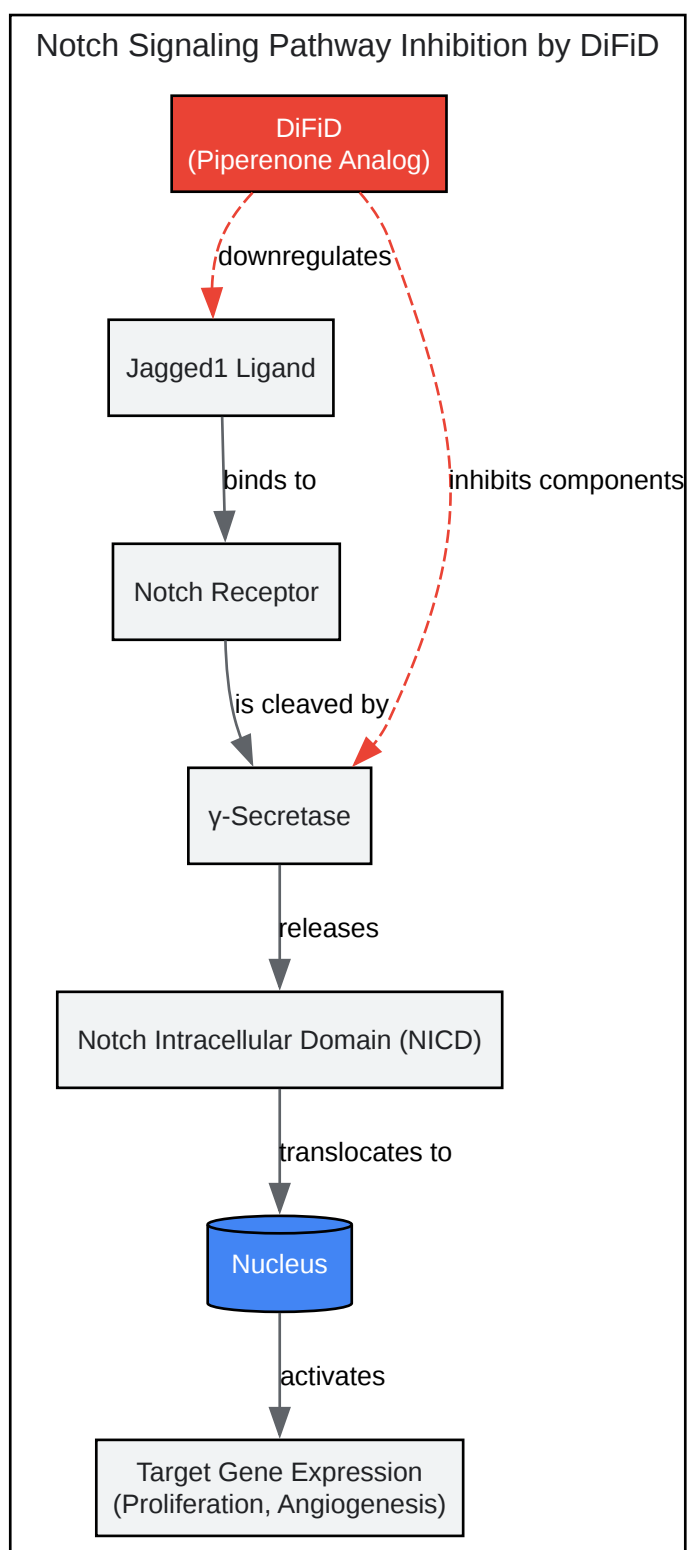 Notch Signaling Pathway Inhibition by DiFiD
DiFiD
(Piperenone Analog)
downregulates
Jagged1 Ligand
binds to
inhibits components
Notch Receptor
is cleaved by
γ-Secretase
releases
Notch Intracellular Domain (NICD)
translocates to
Nucleus
activates
Target Gene Expression
(Proliferation, Angiogenesis)